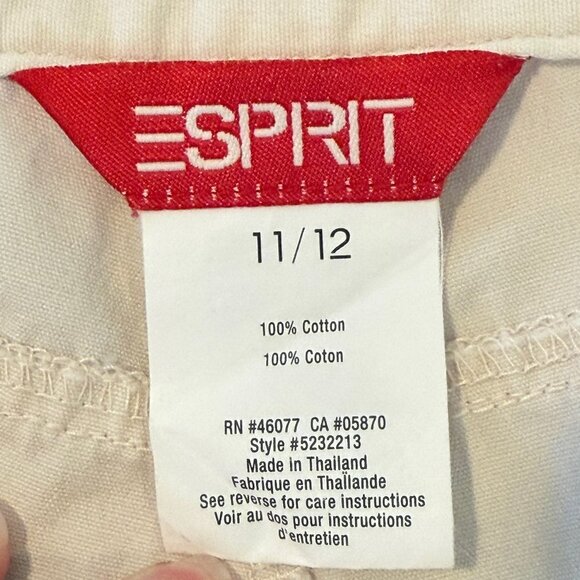 ESPRIT
11/12
100% Cotton
100% Coton
RN #46077 CA #05870
Style #5232213
Made in Thailand
Fabrique en Thaïlande
See reverse for care instructions
Voir au dos pour instructions
d'entretien